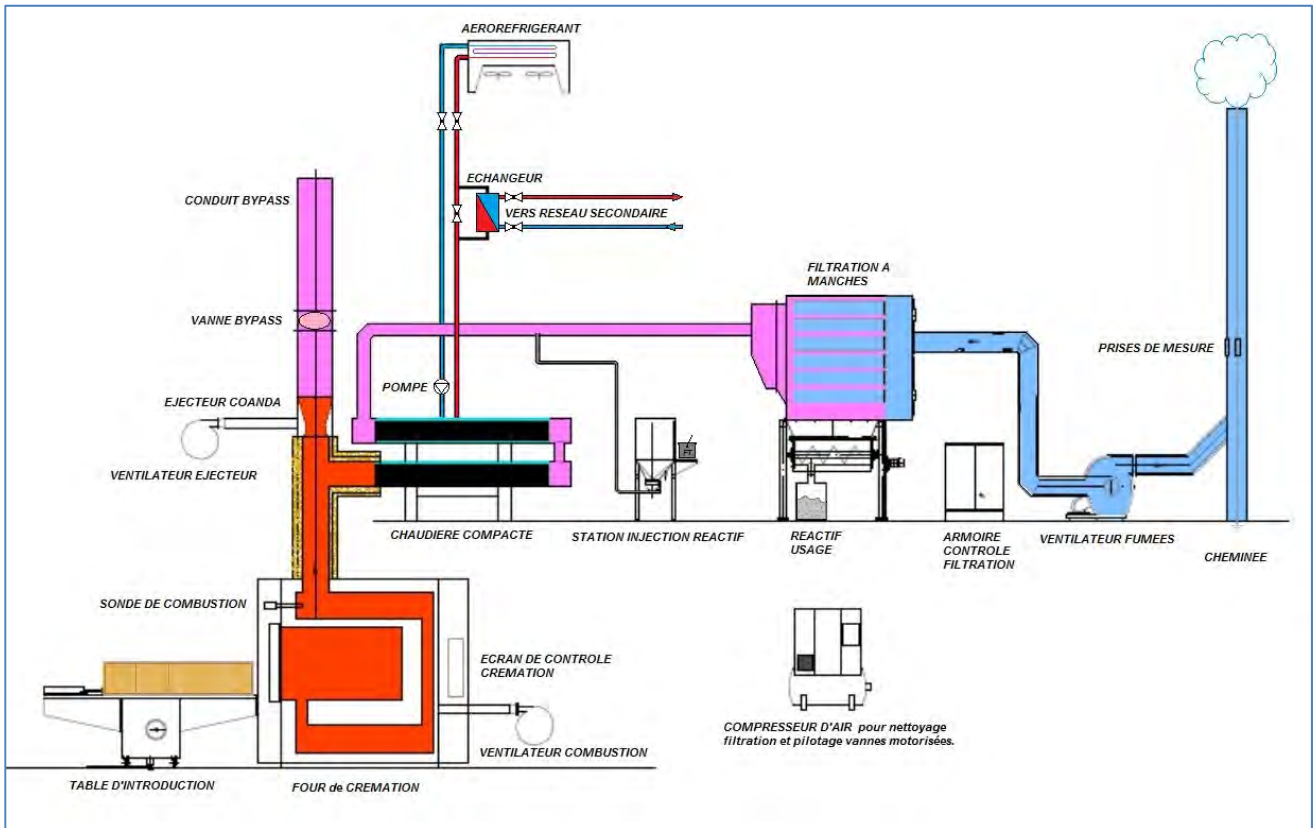 AEROREFRIGERANT
CONDUIT BYPASS
ECHANGEUR
VERS RESEAU SECONDAIRE
FILTRATION A
MANCHES
VANNE BYPASS
PRISES DE MESURE
POMPE
EJECTEUR COANDA
VENTILATEUR EJECTEUR
CHAUDIERE COMPACTE
STATION INJECTION REACTIF
REACTIF
USAGE
ARMOIRE
CONTROLE
FILTRATION
VENTILATEUR FUMEES
CHEMINEE
SONDE DE COMBUSTION
ECRAN DE CONTROLE
CREMATION
VENTILATEUR COMBUSTION
COMPRESSEUR D'AIR pour nettoyage
filtration et pilotage vannes motorisées.
TABLE D'INTRODUCTION
FOUR de CREMATION